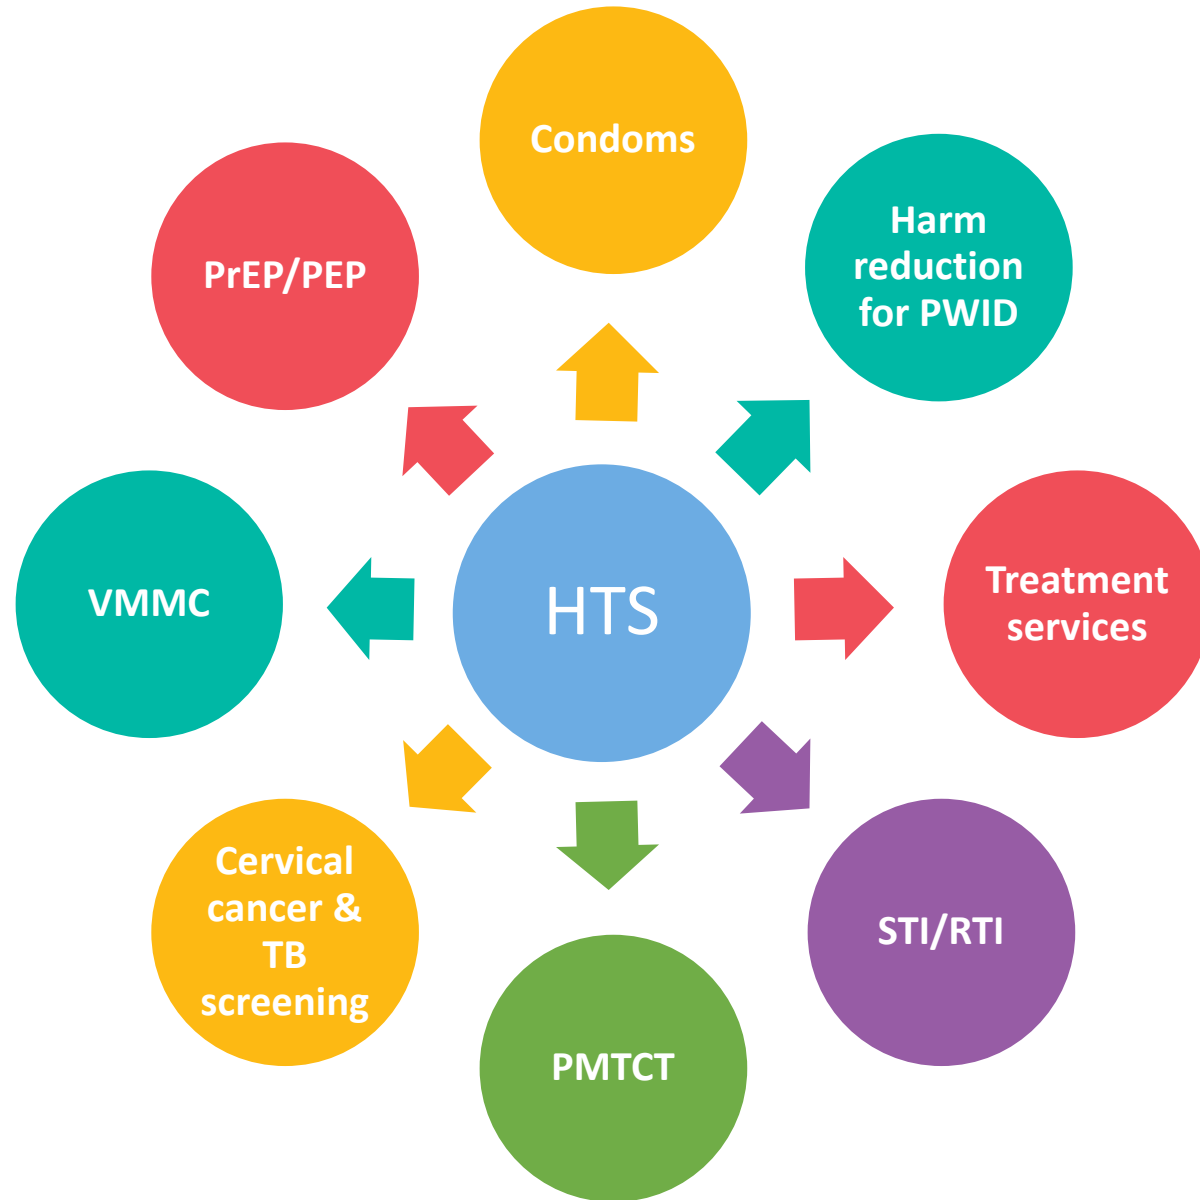 Condoms
Harm
reduction
for PWID
PrEP/PEP
HTS
Treatment
services
VMMC
Cervical
cancer &
TB
screening
STI/RTI
PMTCT